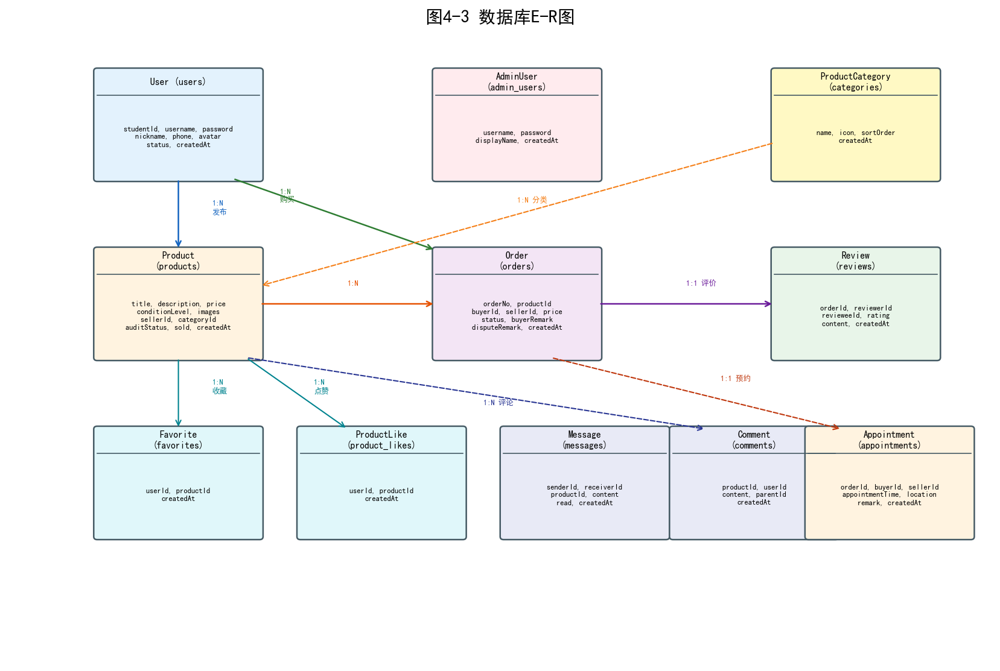 图4-3 数据库E-R图
User (users)
studentId, username, password
nickname, phone, avatar
status, createdAt
AdminUser
(admin_users)
username, password
displayName, createdAt
ProductCategory
(categories)
name, icon, sortOrder
createdAt
1:N
发布
1:N
购买
1:N 分类
Product
(products)
title, description, price
conditionLevel, images
sellerId, categoryId
auditStatus, sold, createdAt
1:N
Order
(orders)
orderNo, productId
buyerId, sellerId, price
status, buyerRemark
disputeRemark, createdAt
1:1 评价
Review
(reviews)
orderId, reviewerId
revieweeId, rating
content, createdAt
1:N
收藏
1:N
点赞
1:N 评论
1:1 预约
Favorite
(favorites)
userId, productId
createdAt
ProductLike
(product_likes)
userId, productId
createdAt
Message
(messages)
senderId, receiverId
productId, content
read, createdAt
Comment
(comments)
productId, userId
content, parentId
createdAt
Appointment
(appointments)
orderId, buyerId, sellerId
appointmentTime, location
remark, createdAt